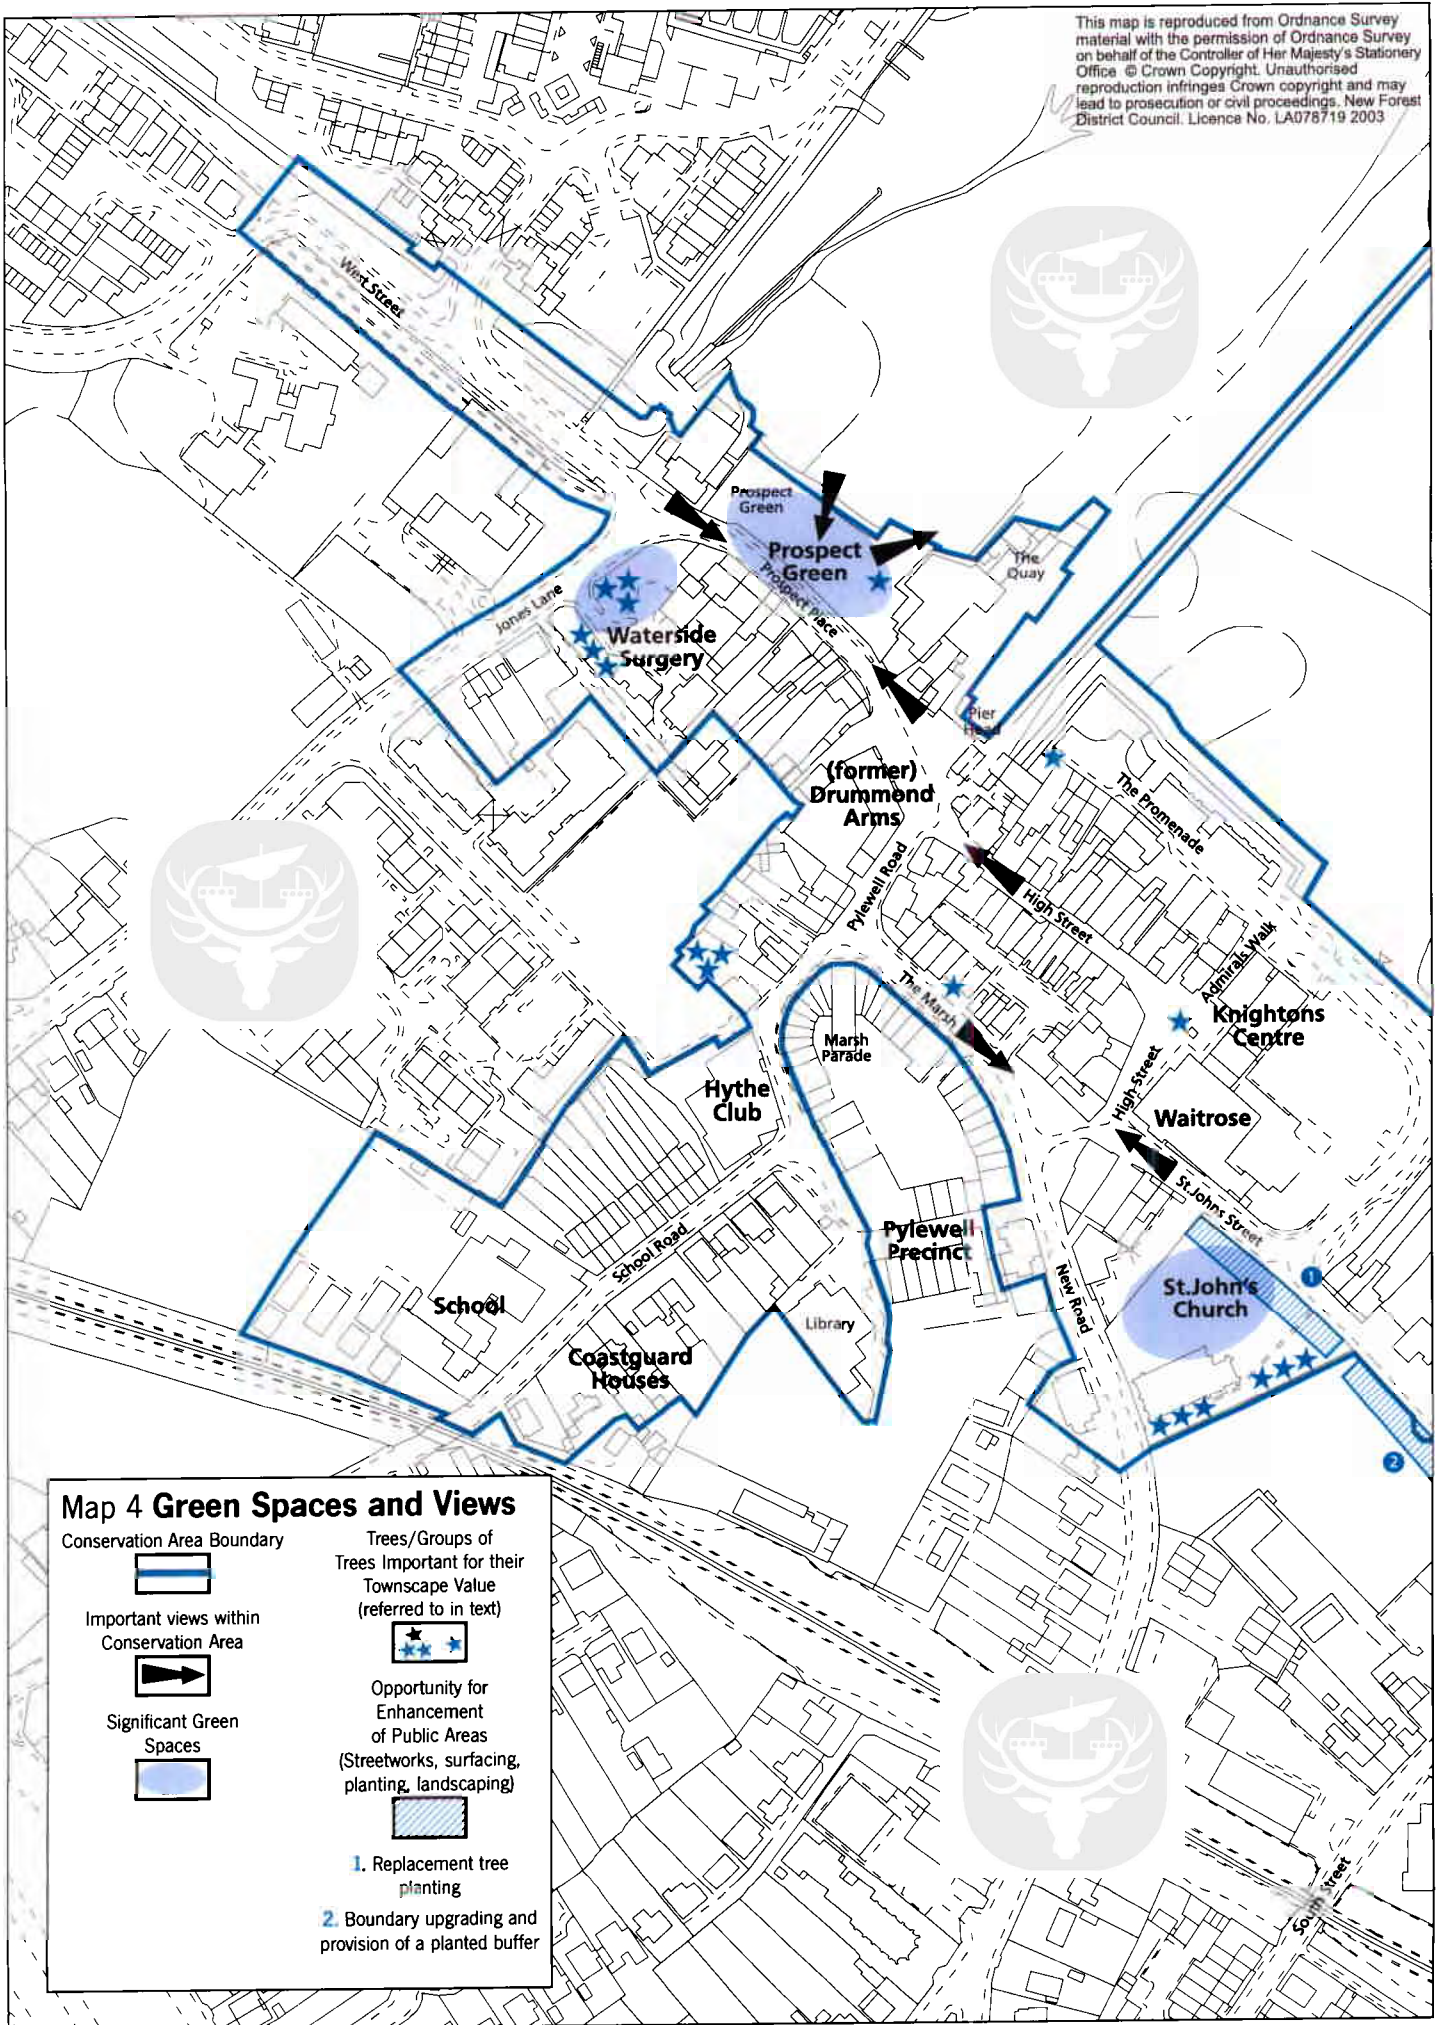 This map is reproduced from Ordnance Survey
material with the permission of Ordnance Survey
on behalf of the Controller of Her Majesty's Stationery
Office © Crown Copyright. Unauthorised
reproduction infringes Crown copyright and may
lead to prosecution or civil proceedings. New Forest
District Council. Licence No. LA078719 2003
West Street
Prospect
Green
Prospect
Green
Prospect Place
The
Quay
Jones Lane
Waterside
Surgery
Pier
Head
(former)
Drummond
Arms
The Promenade
Pylewell Road
High Street
Admirals Walk
The Marsh
Knightons
Centre
Marsh
Parade
High Street
Hythe
Club
Waitrose
St.Johns Street
School Road
Pylewell
Precinct
New Road
St.John's
Church
1
School
Library
Coastguard
Houses
2
South Street
Map 4 Green Spaces and Views
Conservation Area Boundary
Important views within
Conservation Area
Significant Green
Spaces
Trees/Groups of
Trees Important for their
Townscape Value
(referred to in text)
Opportunity for
Enhancement
of Public Areas
(Streetworks, surfacing,
planting, landscaping)
1. Replacement tree
planting
2. Boundary upgrading and
provision of a planted buffer